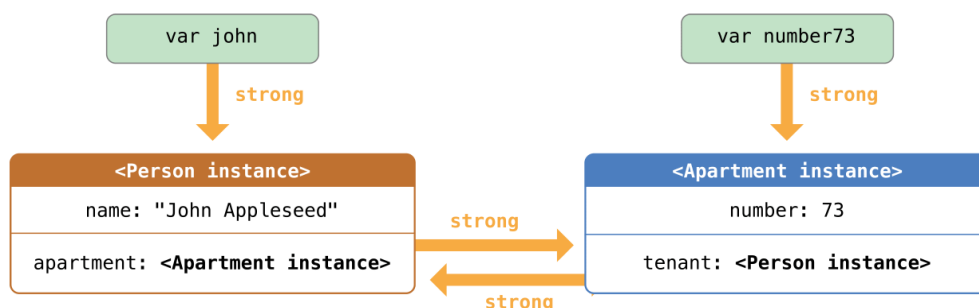 var john
var number73
strong
strong
<Person instance>
<Apartment instance>
name: "John Appleseed"
number: 73
strong
apartment: <Apartment instance>
tenant: <Person instance>
strong